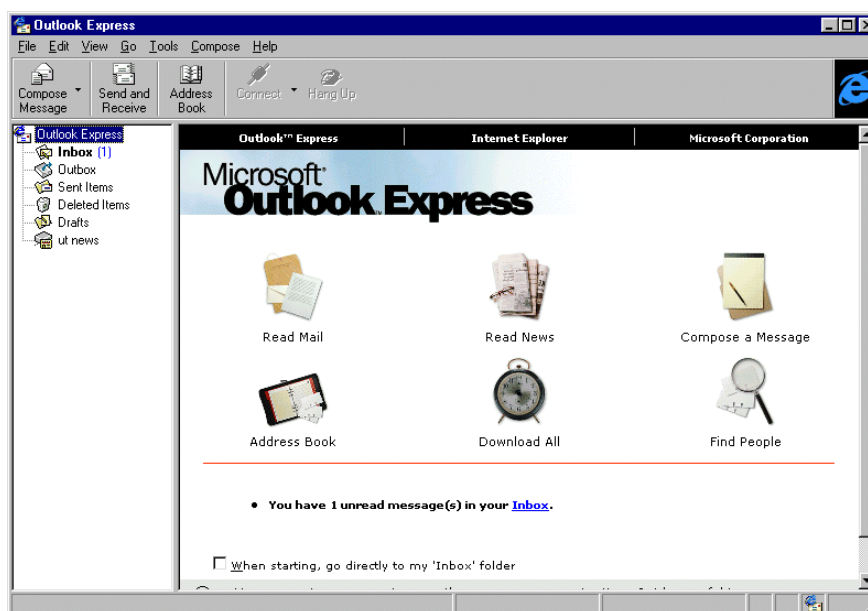 Outlook Express
File Edit View Go Tools Compose Help
Compose Message
Send and Receive
Address Book
Connect
Hang Up
Outlook Express
Inbox (1)
Outbox
Sent Items
Deleted Items
Drafts
ut news
Outlook™ Express
Internet Explorer
Microsoft Corporation
Microsoft®
Outlook Express
Read Mail
Read News
Compose a Message
Address Book
Download All
Find People
• You have 1 unread message(s) in your Inbox.
When starting, go directly to my 'Inbox' folder